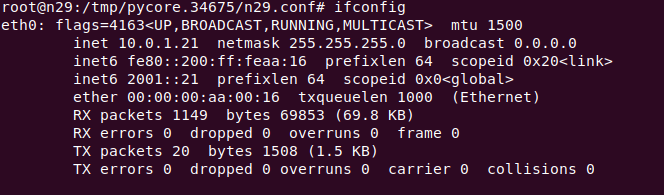 root@n29:/tmp/pycore.34675/n29.conf# ifconfig
eth0: flags=4163<UP,BROADCAST,RUNNING,MULTICAST>  mtu 1500
        inet 10.0.1.21  netmask 255.255.255.0  broadcast 0.0.0.0
        inet6 fe80::200:ff:feaa:16  prefixlen 64  scopeid 0x20<link>
        inet6 2001::21  prefixlen 64  scopeid 0x0<global>
        ether 00:00:00:aa:00:16  txqueuelen 1000  (Ethernet)
        RX packets 1149  bytes 69853 (69.8 KB)
        RX errors 0  dropped 0  overruns 0  frame 0
        TX packets 20  bytes 1508 (1.5 KB)
        TX errors 0  dropped 0 overruns 0  carrier 0  collisions 0